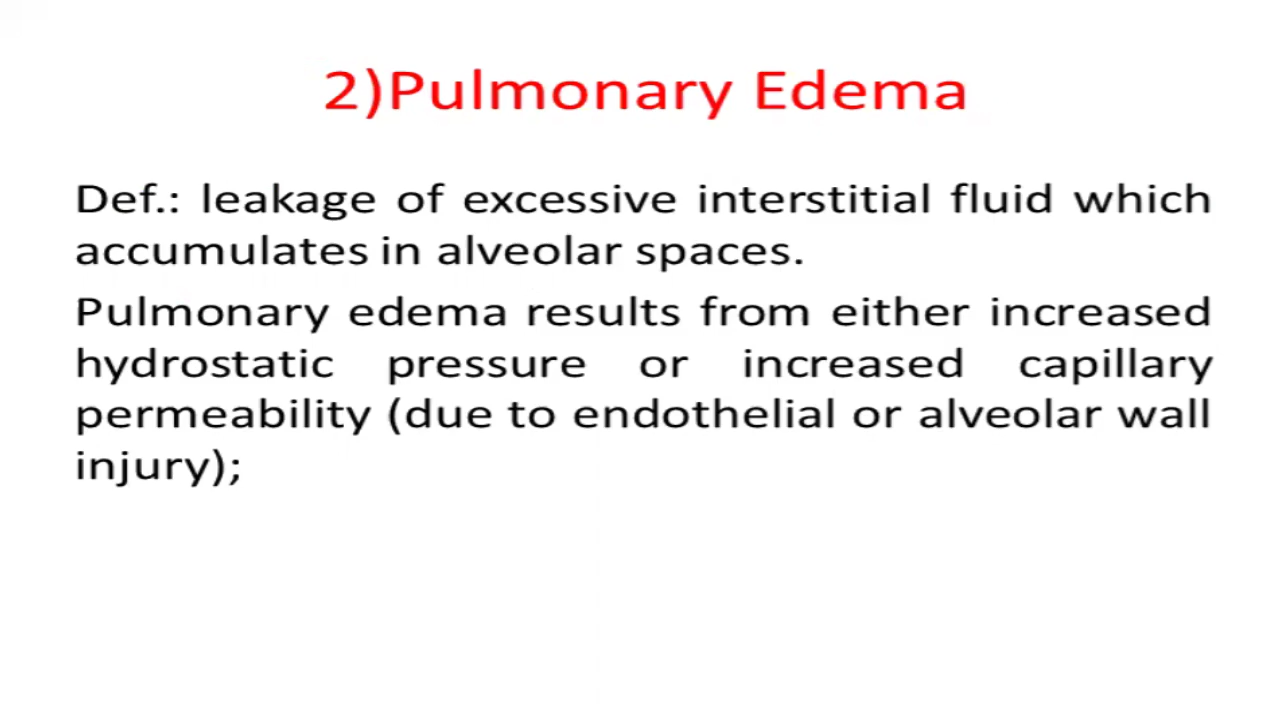 2)Pulmonary Edema
Def.: leakage of excessive interstitial fluid which
accumulates in alveolar spaces.
Pulmonary edema results from either increased
hydrostatic pressure or increased capillary
permeability (due to endothelial or alveolar wall
injury);